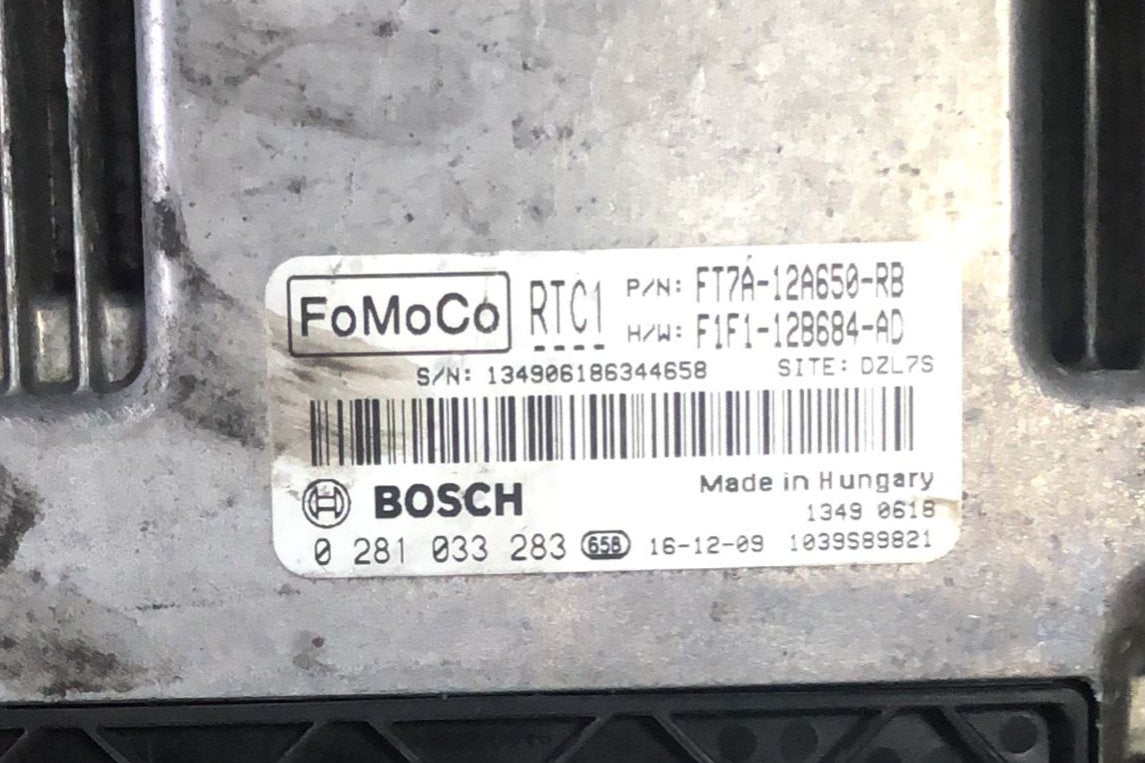 FoMoCo RTC1 P/N: FT7A-12A650-RB
H/W: F1F1-12B684-AD
S/N: 134906186344658 SITE: DZL7S
BOSCH Made in Hungary
1349 0618
0 281 033 283 658 16-12-09 1039S89821